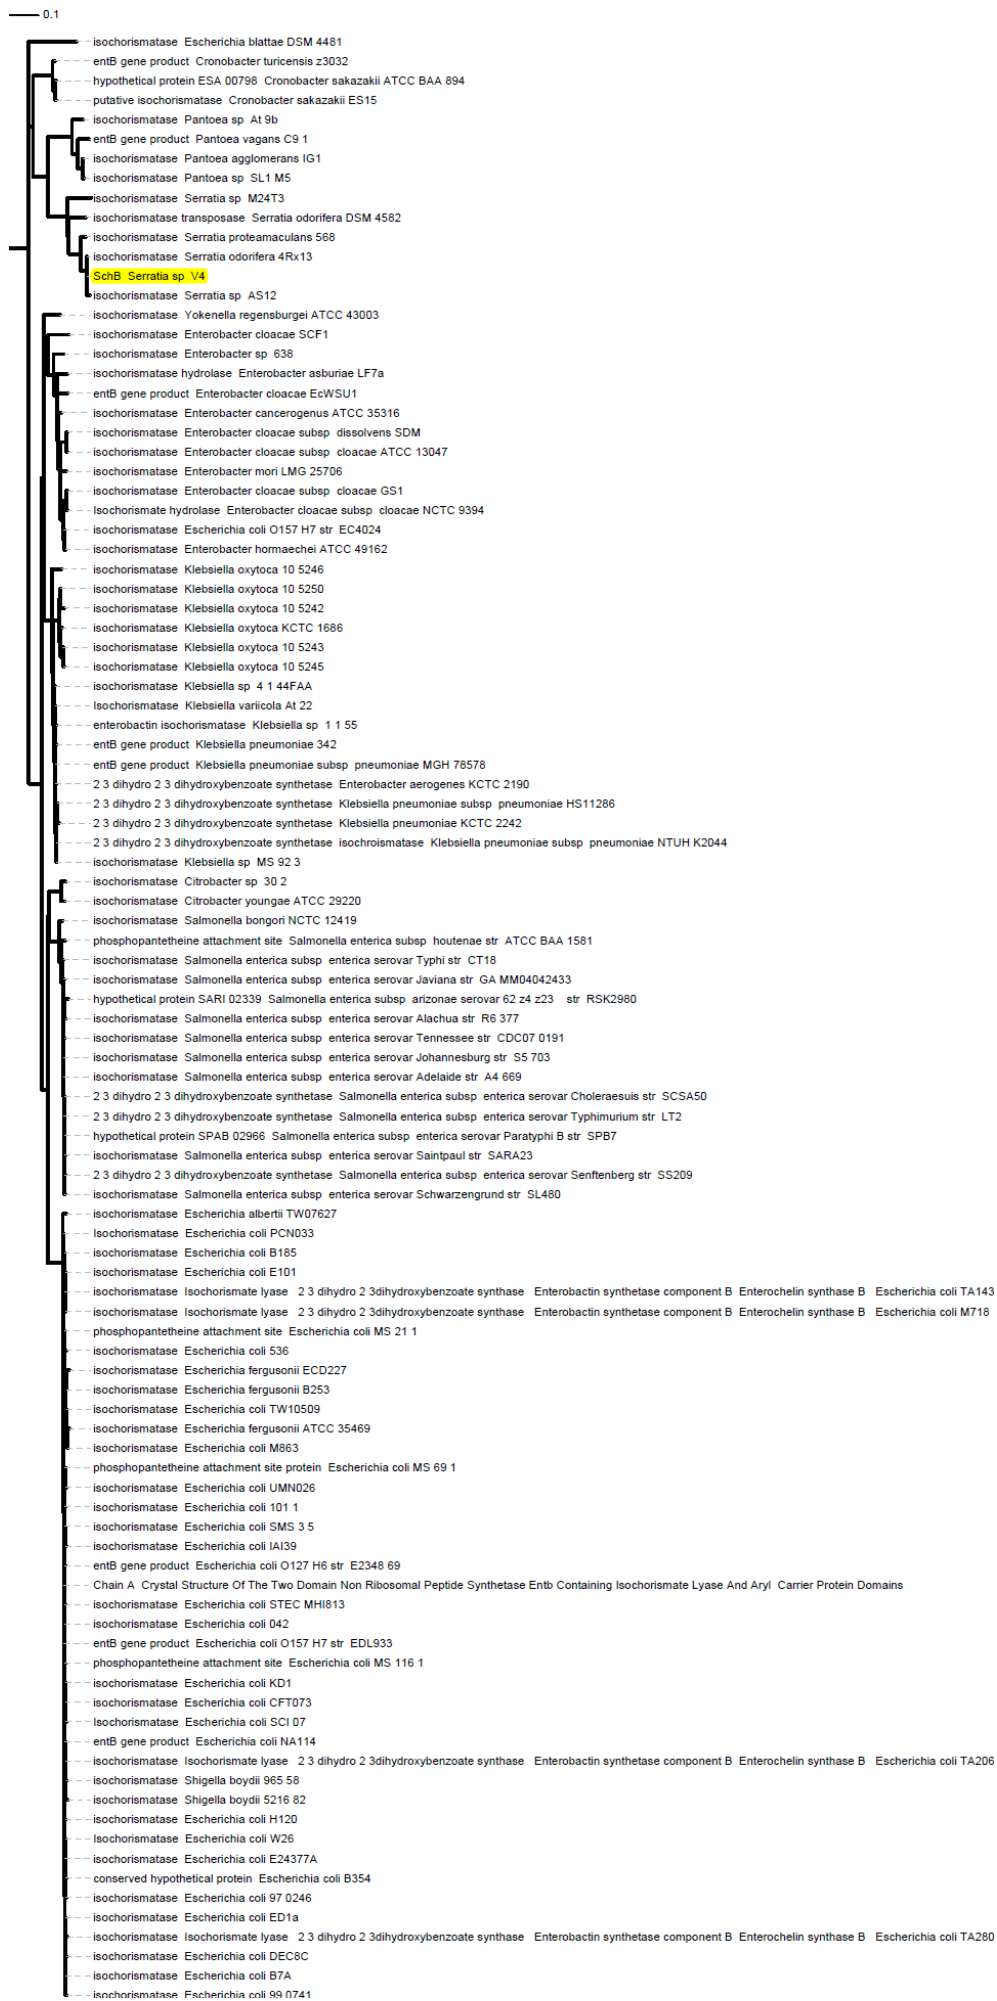 0.1
isochorismatase Escherichia blattae DSM 4481
entB gene product Cronobacter turicensis z3032
hypothetical protein ESA 00798 Cronobacter sakazakii ATCC BAA 894
putative isochorismatase Cronobacter sakazakii ES15
isochorismatase Pantoea sp At 9b
entB gene product Pantoea vagans C9 1
isochorismatase Pantoea agglomerans IG1
isochorismatase Pantoea sp SL1 M5
isochorismatase Serratia sp M24T3
isochorismatase transposase Serratia odorifera DSM 4582
isochorismatase Serratia proteamaculans 568
isochorismatase Serratia odorifera 4Rx13
SchB Serratia sp V4
isochorismatase Serratia sp AS12
isochorismatase Yokenella regensburgei ATCC 43003
isochorismatase Enterobacter cloacae SCF1
isochorismatase Enterobacter sp 638
isochorismatase hydrolase Enterobacter asburiae LF7a
entB gene product Enterobacter cloacae EcWSU1
isochorismatase Enterobacter cancerogenus ATCC 35316
isochorismatase Enterobacter cloacae subsp dissolvens SDM
isochorismatase Enterobacter cloacae subsp cloacae ATCC 13047
isochorismatase Enterobacter mori LMG 25706
isochorismatase Enterobacter cloacae subsp cloacae GS1
Isochorismate hydrolase Enterobacter cloacae subsp cloacae NCTC 9394
isochorismatase Escherichia coli O157 H7 str EC4024
isochorismatase Enterobacter hormaechei ATCC 49162
isochorismatase Klebsiella oxytoca 10 5246
isochorismatase Klebsiella oxytoca 10 5250
isochorismatase Klebsiella oxytoca 10 5242
isochorismatase Klebsiella oxytoca KCTC 1686
isochorismatase Klebsiella oxytoca 10 5243
isochorismatase Klebsiella oxytoca 10 5245
isochorismatase Klebsiella sp 4 1 44FAA
Isochorismatase Klebsiella variicola At 22
enterobactin isochorismatase Klebsiella sp 1 1 55
entB gene product Klebsiella pneumoniae 342
entB gene product Klebsiella pneumoniae subsp pneumoniae MGH 78578
2 3 dihydro 2 3 dihydroxybenzoate synthetase Enterobacter aerogenes KCTC 2190
2 3 dihydro 2 3 dihydroxybenzoate synthetase Klebsiella pneumoniae subsp pneumoniae HS11286
2 3 dihydro 2 3 dihydroxybenzoate synthetase Klebsiella pneumoniae KCTC 2242
2 3 dihydro 2 3 dihydroxybenzoate synthetase isochroismatase Klebsiella pneumoniae subsp pneumoniae NTUH K2044
isochorismatase Klebsiella sp MS 92 3
isochorismatase Citrobacter sp 30 2
isochorismatase Citrobacter youngae ATCC 29220
isochorismatase Salmonella bongori NCTC 12419
phosphopantetheine attachment site Salmonella enterica subsp houtenae str ATCC BAA 1581
isochorismatase Salmonella enterica subsp enterica serovar Typhi str CT18
isochorismatase Salmonella enterica subsp enterica serovar Javiana str GA MM04042433
hypothetical protein SARI 02339 Salmonella enterica subsp arizonae serovar 62 z4 z23 str RSK2980
isochorismatase Salmonella enterica subsp enterica serovar Alachua str R6 377
isochorismatase Salmonella enterica subsp enterica serovar Tennessee str CDC07 0191
isochorismatase Salmonella enterica subsp enterica serovar Johannesburg str S5 703
isochorismatase Salmonella enterica subsp enterica serovar Adelaide str A4 669
2 3 dihydro 2 3 dihydroxybenzoate synthetase Salmonella enterica subsp enterica serovar Choleraesuis str SCSA50
2 3 dihydro 2 3 dihydroxybenzoate synthetase Salmonella enterica subsp enterica serovar Typhimurium str LT2
hypothetical protein SPAB 02966 Salmonella enterica subsp enterica serovar Paratyphi B str SPB7
isochorismatase Salmonella enterica subsp enterica serovar Saintpaul str SARA23
2 3 dihydro 2 3 dihydroxybenzoate synthetase Salmonella enterica subsp enterica serovar Senftenberg str SS209
isochorismatase Salmonella enterica subsp enterica serovar Schwarzengrund str SL480
isochorismatase Escherichia albertii TW07627
Isochorismatase Escherichia coli PCN033
isochorismatase Escherichia coli B185
isochorismatase Escherichia coli E101
isochorismatase Isochorismate lyase 2 3 dihydro 2 3dihydroxybenzoate synthase Enterobactin synthetase component B Enterochelin synthase B Escherichia coli TA143
isochorismatase Isochorismate lyase 2 3 dihydro 2 3dihydroxybenzoate synthase Enterobactin synthetase component B Enterochelin synthase B Escherichia coli M718
phosphopantetheine attachment site Escherichia coli MS 21 1
isochorismatase Escherichia coli 536
isochorismatase Escherichia fergusonii ECD227
isochorismatase Escherichia fergusonii B253
isochorismatase Escherichia coli TW10509
isochorismatase Escherichia fergusonii ATCC 35469
isochorismatase Escherichia coli M863
phosphopantetheine attachment site protein Escherichia coli MS 69 1
isochorismatase Escherichia coli UMN026
isochorismatase Escherichia coli 101 1
isochorismatase Escherichia coli SMS 3 5
isochorismatase Escherichia coli IAI39
entB gene product Escherichia coli O127 H6 str E2348 69
Chain A Crystal Structure Of The Two Domain Non Ribosomal Peptide Synthetase Entb Containing Isochorismate Lyase And Aryl Carrier Protein Domains
isochorismatase Escherichia coli STEC MHI813
isochorismatase Escherichia coli 042
entB gene product Escherichia coli O157 H7 str EDL933
phosphopantetheine attachment site Escherichia coli MS 116 1
isochorismatase Escherichia coli KD1
isochorismatase Escherichia coli CFT073
Isochorismatase Escherichia coli SCI 07
entB gene product Escherichia coli NA114
isochorismatase Isochorismate lyase 2 3 dihydro 2 3dihydroxybenzoate synthase Enterobactin synthetase component B Enterochelin synthase B Escherichia coli TA206
isochorismatase Shigella boydii 965 58
isochorismatase Shigella boydii 5216 82
isochorismatase Escherichia coli H120
Isochorismatase Escherichia coli W26
isochorismatase Escherichia coli E24377A
conserved hypothetical protein Escherichia coli B354
isochorismatase Escherichia coli 97 0246
isochorismatase Escherichia coli ED1a
isochorismatase Isochorismate lyase 2 3 dihydro 2 3dihydroxybenzoate synthase Enterobactin synthetase component B Enterochelin synthase B Escherichia coli TA280
isochorismatase Escherichia coli DEC8C
isochorismatase Escherichia coli B7A
isochorismatase Escherichia coli 99 0741